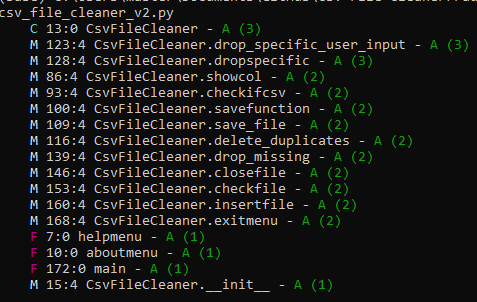 csv_file_cleaner_v2.py
C 13:0 CsvFileCleaner - A (3)
M 123:4 CsvFileCleaner.drop_specific_user_input - A (3)
M 128:4 CsvFileCleaner.dropspecific - A (3)
M 86:4 CsvFileCleaner.showcol - A (2)
M 93:4 CsvFileCleaner.checkifcsv - A (2)
M 100:4 CsvFileCleaner.savefunction - A (2)
M 109:4 CsvFileCleaner.save_file - A (2)
M 116:4 CsvFileCleaner.delete_duplicates - A (2)
M 139:4 CsvFileCleaner.drop_missing - A (2)
M 146:4 CsvFileCleaner.closefile - A (2)
M 153:4 CsvFileCleaner.checkfile - A (2)
M 160:4 CsvFileCleaner.insertfile - A (2)
M 168:4 CsvFileCleaner.exitmenu - A (2)
F 7:0 helpmenu - A (1)
F 10:0 aboutmenu - A (1)
F 172:0 main - A (1)
M 15:4 CsvFileCleaner.__init__ - A (1)